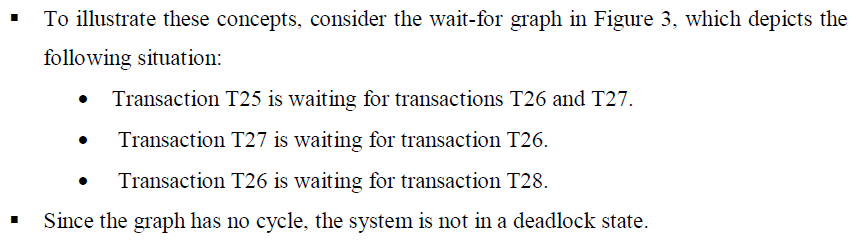 ▪ To illustrate these concepts, consider the wait-for graph in Figure 3, which depicts the
following situation:
• Transaction T25 is waiting for transactions T26 and T27.
• Transaction T27 is waiting for transaction T26.
• Transaction T26 is waiting for transaction T28.
▪ Since the graph has no cycle, the system is not in a deadlock state.